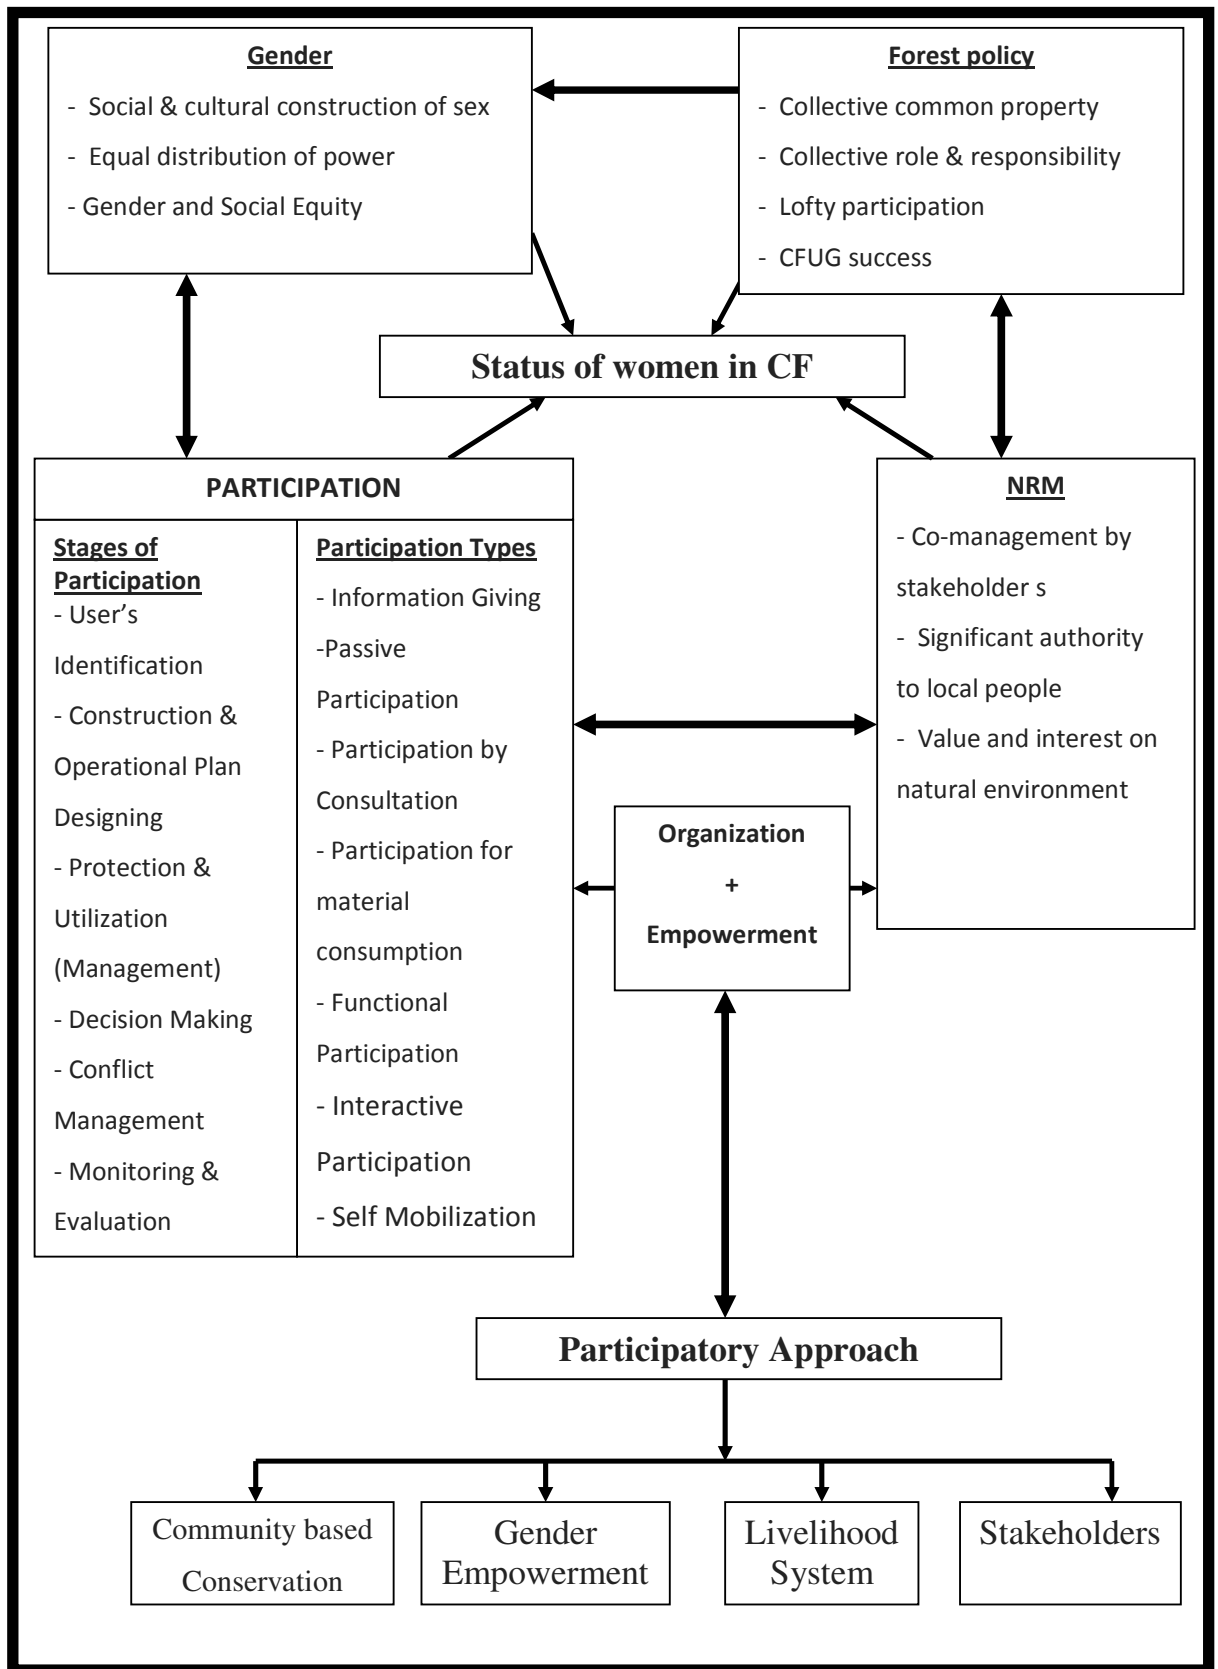 Gender
- Social & cultural construction of sex
- Equal distribution of power
- Gender and Social Equity
Forest policy
- Collective common property
- Collective role & responsibility
- Lofty participation
- CFUG success
Status of women in CF
PARTICIPATION
Stages of
Participation
- User’s
Identification
- Construction &
Operational Plan
Designing
- Protection &
Utilization
(Management)
- Decision Making
- Conflict
Management
- Monitoring &
Evaluation
Participation Types
- Information Giving
-Passive
Participation
- Participation by
Consultation
- Participation for
material
consumption
- Functional
Participation
- Interactive
Participation
- Self Mobilization
NRM
- Co-management by
stakeholder s
- Significant authority
to local people
- Value and interest on
natural environment
Organization
+
Empowerment
Participatory Approach
Community based
Conservation
Gender
Empowerment
Livelihood
System
Stakeholders